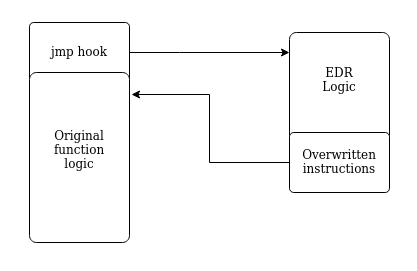 jmp hook
EDR
Logic
Original
function
logic
Overwritten
instructions